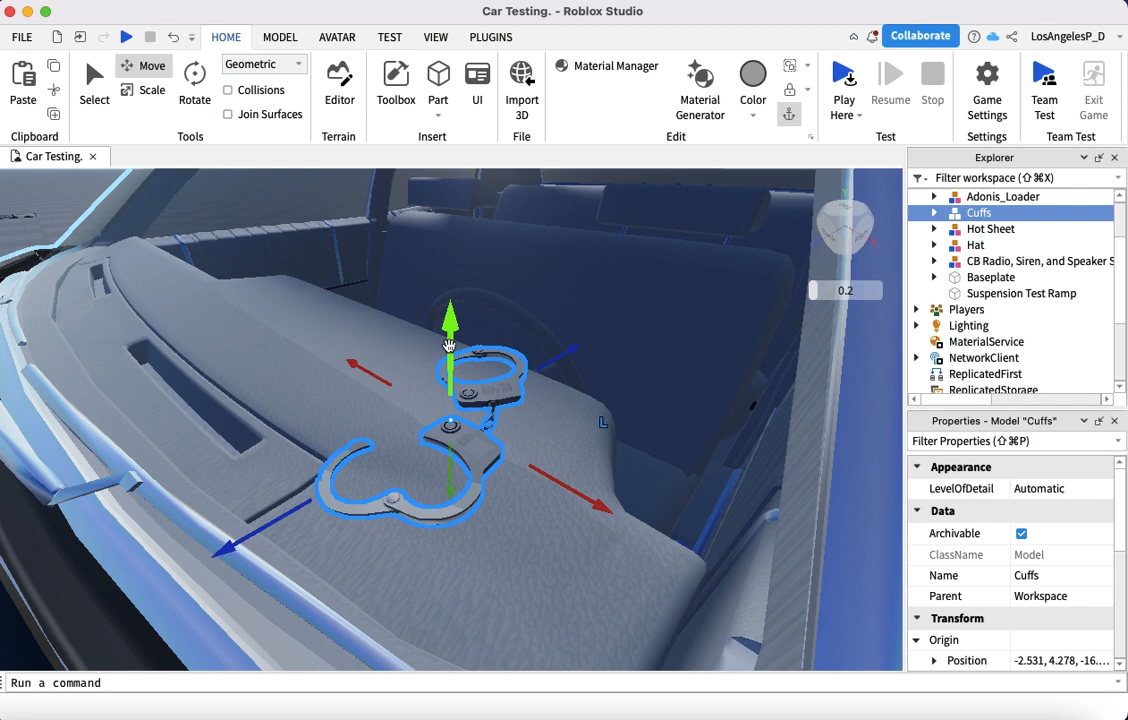 Car Testing. - Roblox Studio
FILE
HOME
MODEL
AVATAR
TEST
VIEW
PLUGINS
Collaborate
LosAngelesP_D
Paste
Select
Move
Scale
Rotate
Geometric
Collisions
Join Surfaces
Editor
Toolbox
Part
UI
Import
3D
Material Manager
Material
Generator
Color
Play
Here
Resume
Stop
Game
Settings
Team
Test
Exit
Game
Clipboard
Tools
Terrain
Insert
File
Edit
Test
Settings
Team Test
Car Testing.
0.2
L
Explorer
Filter workspace (⇧⌘X)
Adonis_Loader
Cuffs
Hot Sheet
Hat
CB Radio, Siren, and Speaker S
Baseplate
Suspension Test Ramp
Players
Lighting
MaterialService
NetworkClient
ReplicatedFirst
ReplicatedStorage
Properties - Model "Cuffs"
Filter Properties (⇧⌘P)
Appearance
LevelOfDetail Automatic
Data
Archivable
ClassName Model
Name Cuffs
Parent Workspace
Transform
Origin
Position -2.531, 4.278, -16....
Run a command